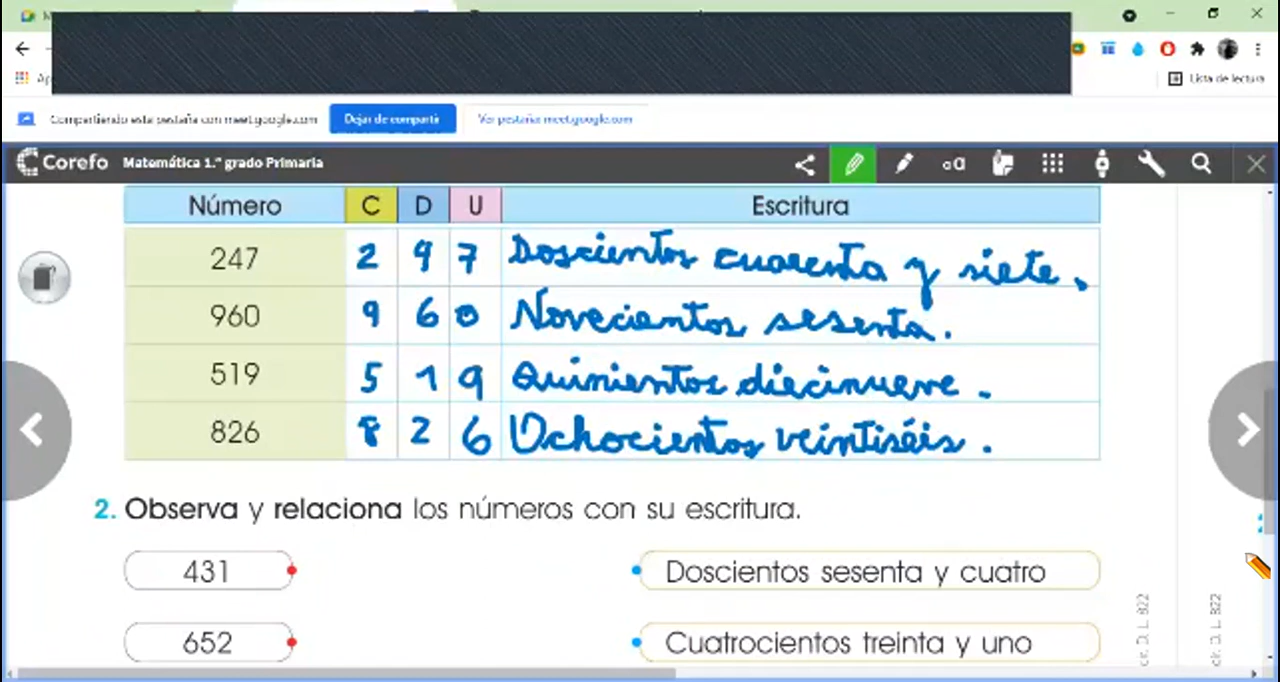 Lista de lectura
Compartiendo esta pestaña con meet.google.com Dejar de compartir Ver pestaña: meet.google.com
Corefo Matemática 1.er grado Primaria
Número C D U Escritura
247 2 4 7 Doscientos cuarenta y siete.
960 9 6 0 Novecientos sesenta.
519 5 1 9 Quinientos diecinueve.
826 8 2 6 Ochocientos veintiséis.
2. Observa y relaciona los números con su escritura.
431 Doscientos sesenta y cuatro
652 Cuatrocientos treinta y uno
D. L. 822
D. L. 822